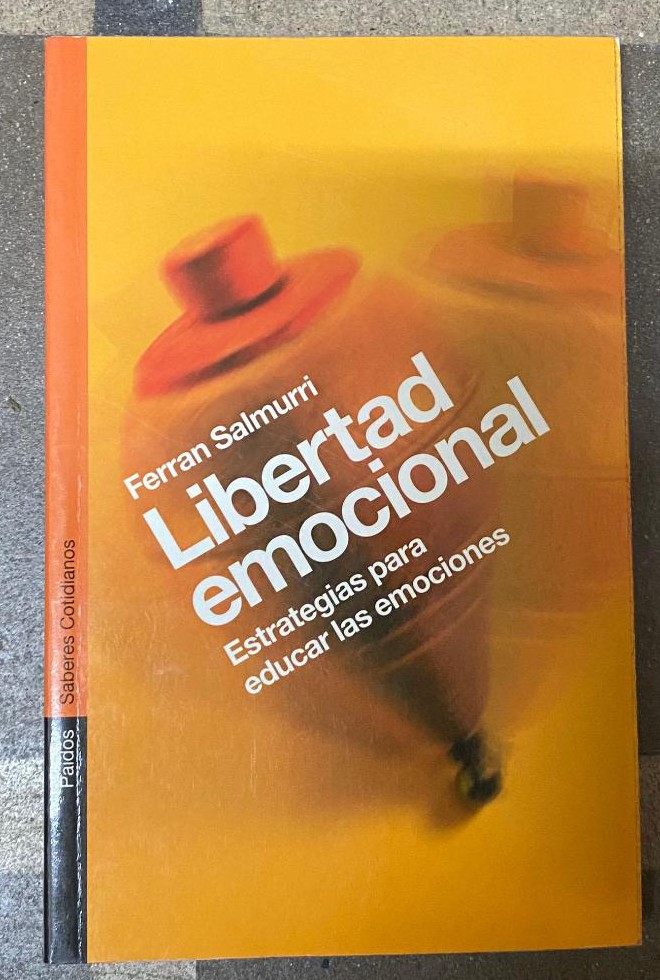 Ferran Salmurri
Libertad
emocional
Estrategias para
educar las emociones
Paidós
Saberes Cotidianos